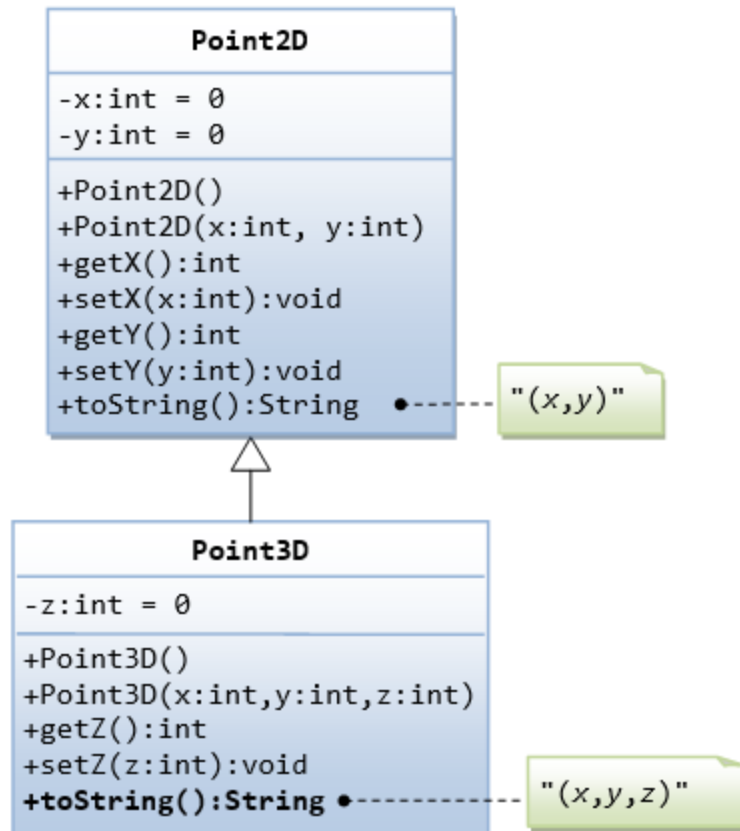 Point2D
-x:int = 0
-y:int = 0
+Point2D()
+Point2D(x:int, y:int)
+getX():int
+setX(x:int):void
+getY():int
+setY(y:int):void
+toString():String
"(x,y)"
Point3D
-z:int = 0
+Point3D()
+Point3D(x:int,y:int,z:int)
+getZ():int
+setZ(z:int):void
+toString():String
"(x,y,z)"